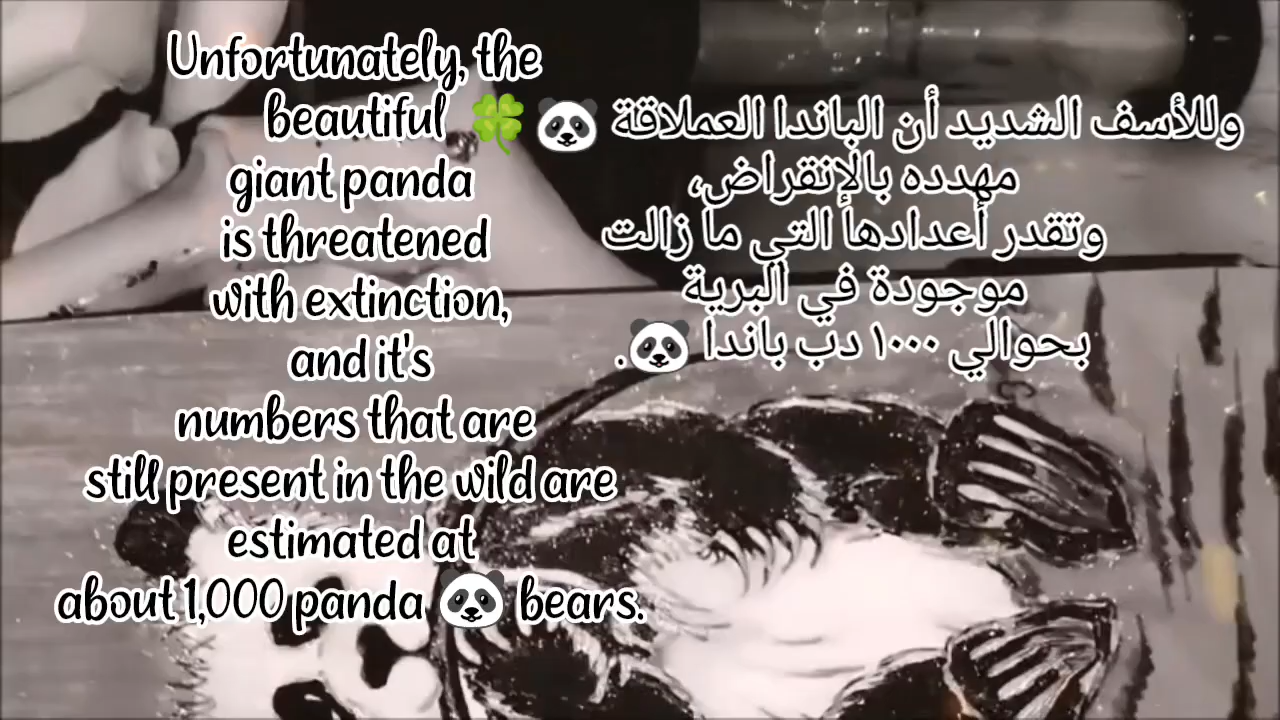 Unfortunately, the
beautiful 🍀
giant panda
is threatened
with extinction,
and it's
numbers that are
still present in the wild are
estimated at
about 1,000 panda 🐼 bears.
وللأسف الشديد أن الباندا العملاقة 🐼
مهدده بالإنقراض،
وتقدر أعدادها التي ما زالت
موجودة في البرية
بحوالي ١٠٠٠ دب باندا 🐼.